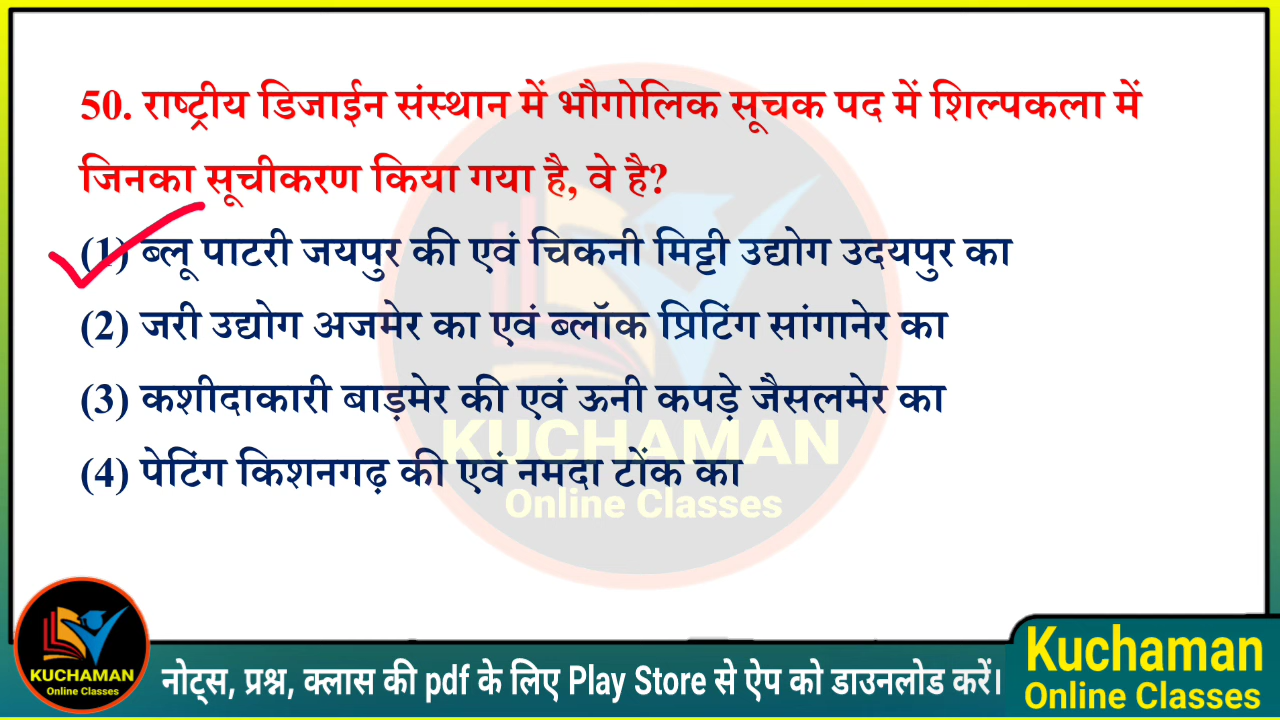 50. राष्ट्रीय डिजाईन संस्थान में भौगोलिक सूचक पद में शिल्पकला में
जिनका सूचीकरण किया गया है, वे है?
(1) ब्लू पाटरी जयपुर की एवं चिकनी मिट्टी उद्योग उदयपुर का
(2) जरी उद्योग अजमेर का एवं ब्लॉक प्रिटिंग सांगानेर का
(3) कशीदाकारी बाड़मेर की एवं ऊनी कपड़े जैसलमेर का
(4) पेटिंग किशनगढ़ की एवं नमदा टोंक का
KUCHAMAN
Online Classes
KUCHAMAN
Online Classes
नोट्स, प्रश्न, क्लास की pdf के लिए Play Store से ऐप को डाउनलोड करें।
Kuchaman
Online Classes